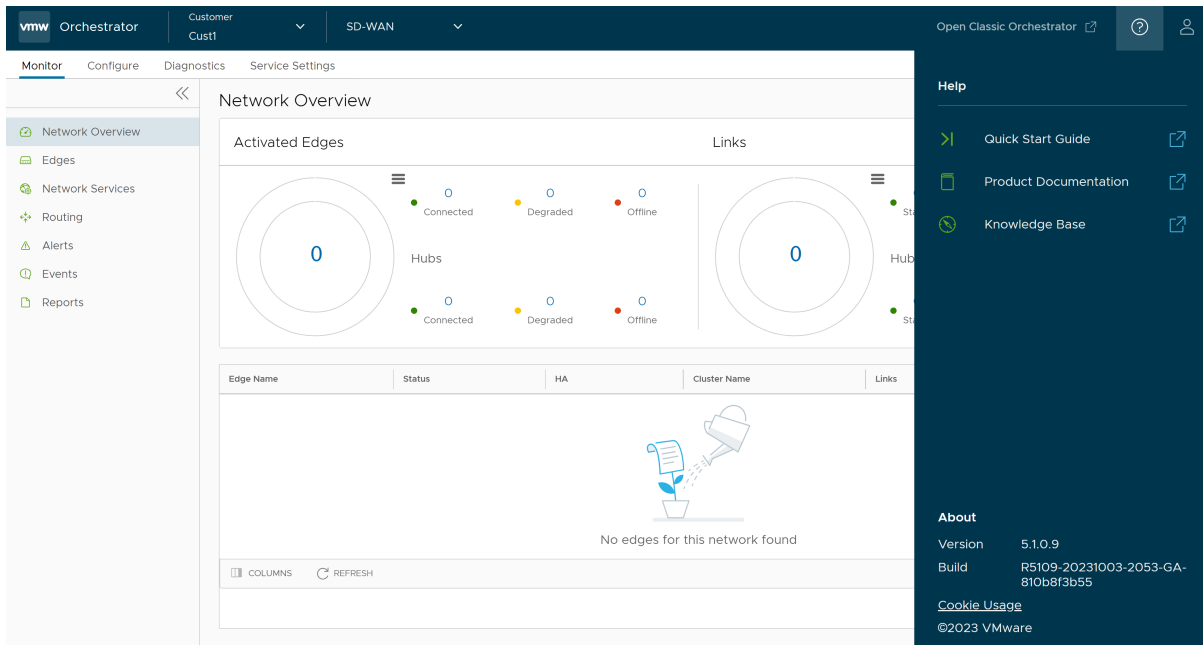 vmw Orchestrator
Customer
Cust1
SD-WAN
Open Classic Orchestrator
Monitor Configure Diagnostics Service Settings
Network Overview
Edges
Network Services
Routing
Alerts
Events
Reports
Network Overview
Activated Edges
0
0 0 0
Connected Degraded Offline
Hubs
0 0 0
Connected Degraded Offline
Links
0
Edge Name Status HA Cluster Name Links
No edges for this network found
COLUMNS REFRESH
Help
Quick Start Guide
Product Documentation
Knowledge Base
About
Version 5.1.0.9
Build R5109-20231003-2053-GA-
810b8f3b55
Cookie Usage
©2023 VMware